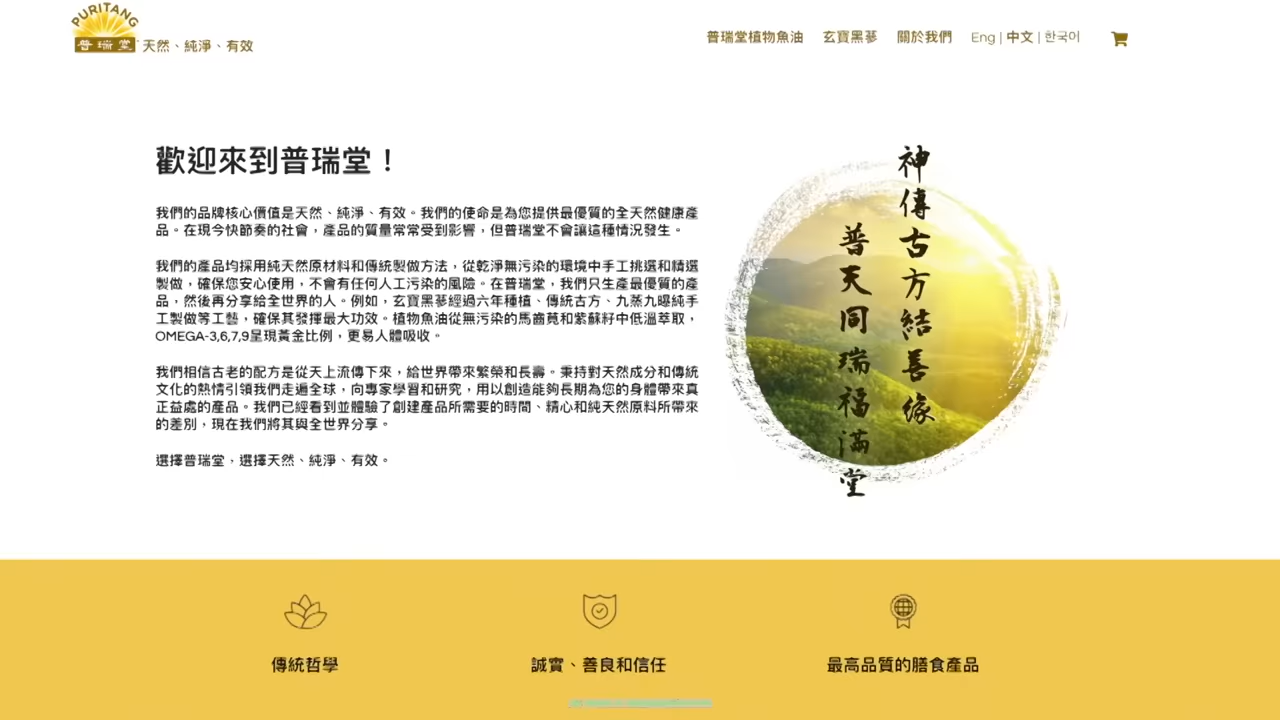 PURITANG
普瑞堂
天然、純淨、有效
普瑞堂植物魚油
玄寶黑蔘
關於我們
Eng | 中文 | 한국어
歡迎來到普瑞堂！
我們的品牌核心價值是天然、純淨、有效。我們的使命是為您提供最優質的全天然健康產
品。在現今快節奏的社會，產品的質量常常受到影響，但普瑞堂不會讓這種情況發生。
我們的產品均採用純天然原材料和傳統製做方法，從乾淨無污染的環境中手工挑選和精選
製做，確保您安心使用，不會有任何人工污染的風險。在普瑞堂，我們只生產最優質的產
品，然後再分享給全世界的人。例如，玄寶黑蔘經過六年種植、傳統古方、九蒸九曝純手
工製做等工藝，確保其發揮最大功效。植物魚油從無污染的馬齒莧和紫蘇籽中低溫萃取，
OMEGA-3,6,7,9呈現黃金比例，更易人體吸收。
我們相信古老的配方是從天上流傳下來，給世界帶來繁榮和長壽。秉持對天然成分和傳統
文化的熱情引領我們走遍全球，向專家學習和研究，用以創造能夠長期為您的身體帶來真
正益處的產品。我們已經看到並體驗了創建產品所需要的時間、精心和純天然原料所帶來
的差別，現在我們將其與全世界分享。
選擇普瑞堂，選擇天然、純淨、有效。
神傳古方結善緣
普天同瑞福滿堂
傳統哲學
誠實、善良和信任
最高品質的膳食產品